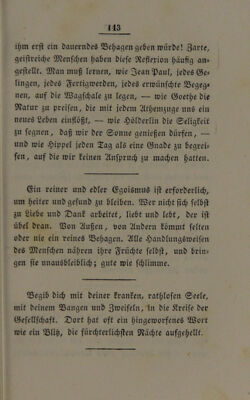 143
ihm erst ein dauerndes Behagen geben würde! Zarte,
geistreiche Menschen haben diese Reflexion häufig an-
gestellt. Man muß lernen, wie Jean Paul, jedes Ge-
lingen, jedes Fertigwerden, jedes erwünschte Begeg-
nen, auf die Wagschale zu legen, — wie Goethe die
Natur zu preisen, die mit jedem Athemzuge uns ein
neues Leben einflößt, — wie Hölderlin die Seligkeit
zu segnen, daß wir der Sonne genießen dürfen, —
und wie Hippel jeden Tag als eine Gnade zu begrei-
fen, auf die wir keinen Anspruch zu machen hatten.
Ein reiner und edler Egoismus ist erforderlich,
um heiter und gesund zu bleiben. Wer nicht sich selbst
zu Liebe und Dank arbeitet, liebt und lebt, der ist
übel dran. Von Außen, von Andern kömmt selten
oder nie ein reines Behagen. Alle Handlungsweisen
des Menschen nähren ihre Früchte selbst, und brin-
gen sie unausbleiblich; gute wie schlimme.
Begib dich mit deiner kranken, rathlosen Seele,
mit deinem Bangen und Zweifeln, in die Kreise der
Gesellschaft. Dort hat oft ein hingeworfenes Wort
wie ein Blitz, die fürchterlichsten Nächte aufgehellt.